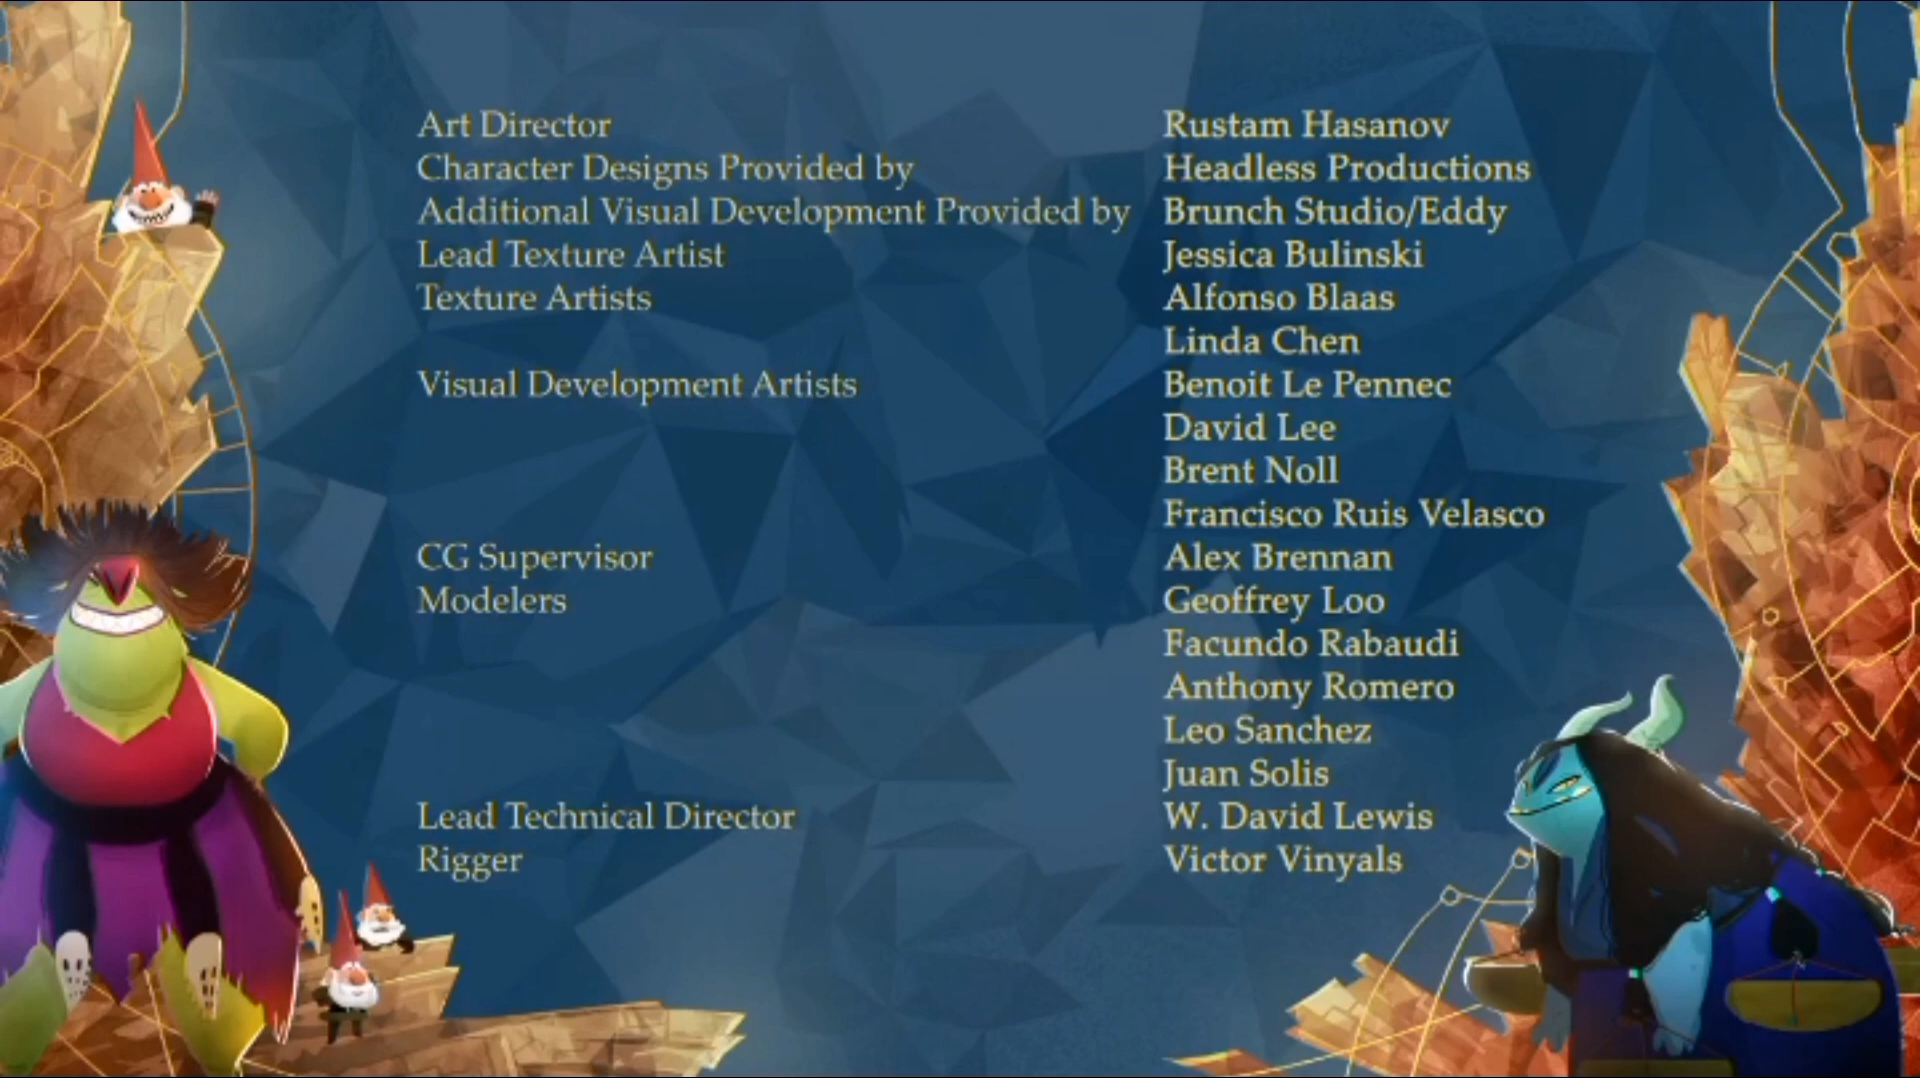 Art Director Rustam Hasanov
Character Designs Provided by Headless Productions
Additional Visual Development Provided by Brunch Studio/Eddy
Lead Texture Artist Jessica Bulinski
Texture Artists Alfonso Blaas
Linda Chen
Visual Development Artists Benoit Le Pennec
David Lee
Brent Noll
Francisco Ruis Velasco
CG Supervisor Alex Brennan
Modelers Geoffrey Loo
Facundo Rabaudi
Anthony Romero
Leo Sanchez
Juan Solis
Lead Technical Director W. David Lewis
Rigger Victor Vinyals